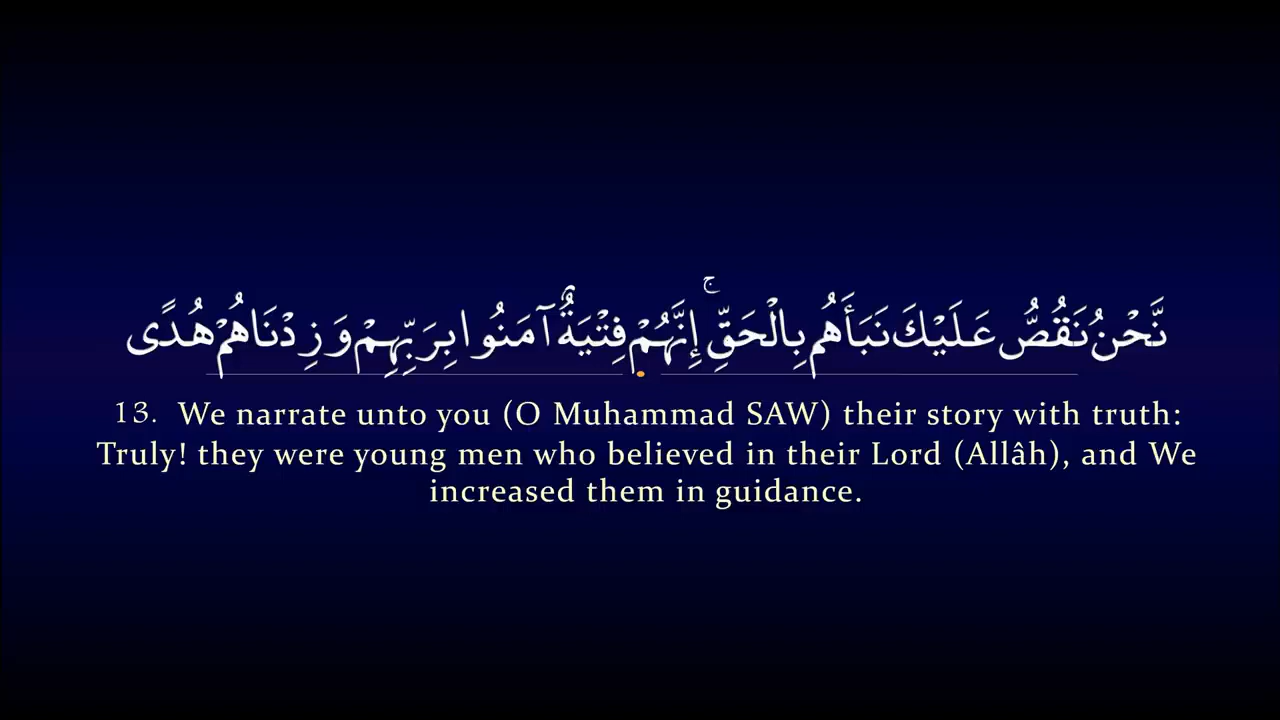 نَّحْنُ نَقُصُّ عَلَيْكَ نَبَأَهُم بِالْحَقِّ ۚ إِنَّهُمْ فِتْيَةٌ آمَنُوا بِرَبِّهِمْ وَزِدْنَاهُمْ هُدًى
13. We narrate unto you (O Muhammad SAW) their story with truth:
Truly! they were young men who believed in their Lord (Allâh), and We
increased them in guidance.